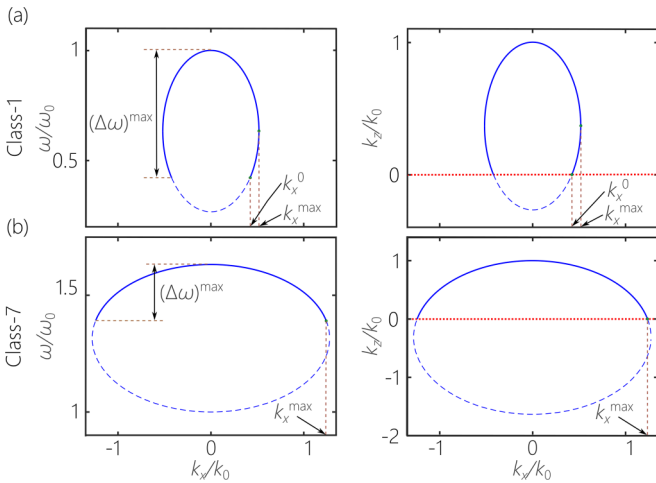 (a)
Class-1
ω/ω₀
1
0.5
(Δω)ᵐᵃˣ
kₓ⁰
kₓᵐᵃˣ
k_z/k₀
1
0
kₓ⁰
kₓᵐᵃˣ
(b)
Class-7
ω/ω₀
1.5
1
(Δω)ᵐᵃˣ
kₓᵐᵃˣ
-1
0
1
kₓ/k₀
k_z/k₀
1
0
-1
-2
kₓᵐᵃˣ
-1
0
1
kₓ/k₀